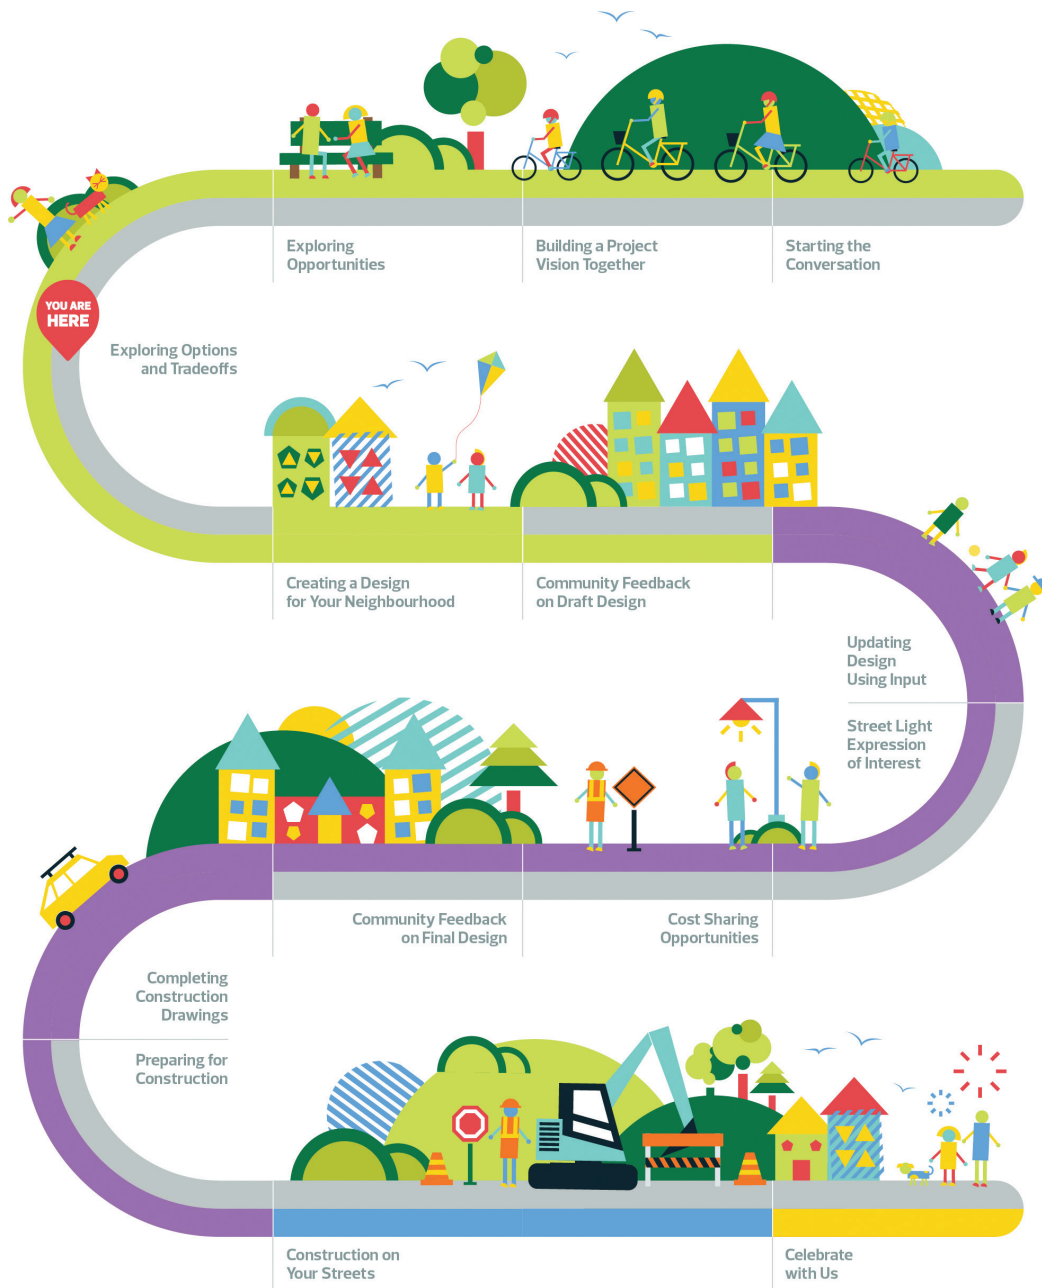 Exploring
Opportunities
Building a Project
Vision Together
Starting the
Conversation
YOU ARE
HERE
Exploring Options
and Tradeoffs
Creating a Design
for Your Neighbourhood
Community Feedback
on Draft Design
Updating
Design
Using Input
Street Light
Expression
of Interest
Community Feedback
on Final Design
Cost Sharing
Opportunities
Completing
Construction
Drawings
Preparing for
Construction
Construction on
Your Streets
Celebrate
with Us